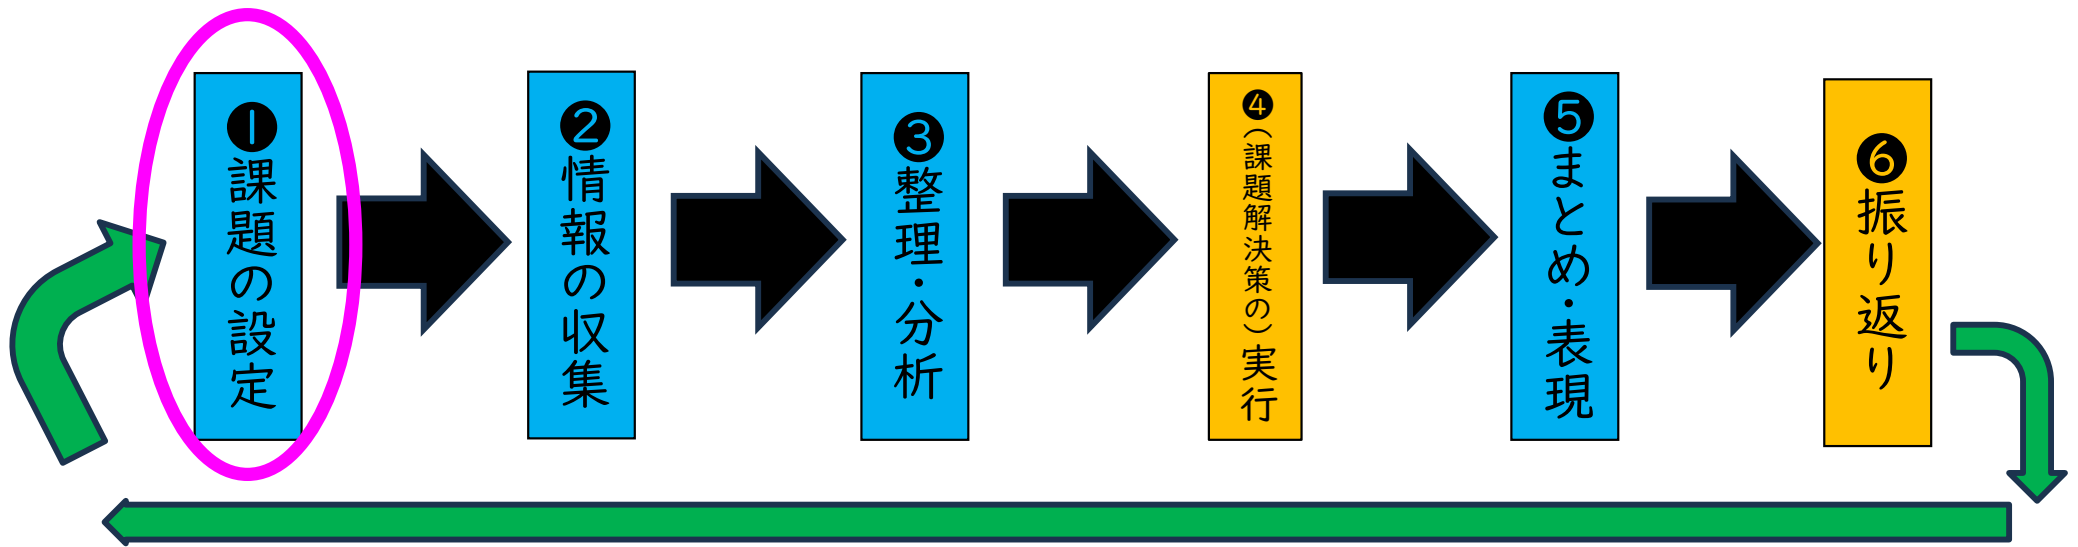 ❶課題の設定
❷情報の収集
❸整理・分析
❹(課題解決策の)実行
❺まとめ・表現
❻振り返り